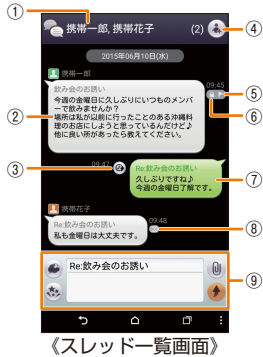 ①
携帯一郎, 携帯花子 (2)
④
2015年06月10日(水)
携帯一郎
09:45
⑤
飲み会のお誘い
今週の金曜日に久しぶりにいつものメンバ
ーで飲みませんか?
場所は私が以前に行ったことのある沖縄料
理のお店にしようと思っているんだけど♪
他に良い所があったら教えてください。
②
⑥
③
09:47
Re:飲み会のお誘い
久しぶりですね♪
今週の金曜日了解です。
⑦
携帯花子
Re:飲み会のお誘い
私も金曜日は大丈夫です。
09:48
⑧
Re:飲み会のお誘い
⑨
《スレッド一覧画面》